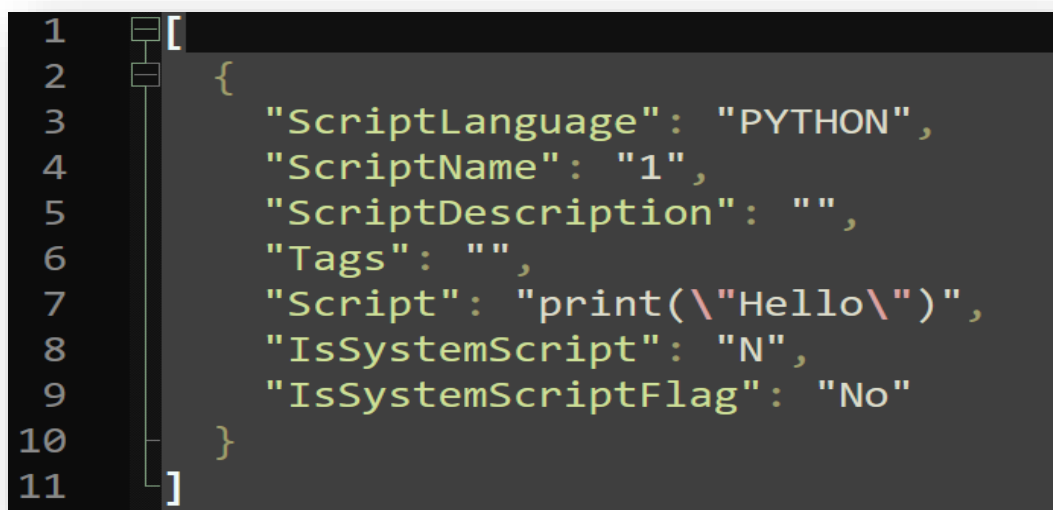 1 [
2 {
3 "ScriptLanguage": "PYTHON",
4 "ScriptName": "1",
5 "ScriptDescription": "",
6 "Tags": "",
7 "Script": "print(\"Hello\")",
8 "IsSystemScript": "N",
9 "IsSystemScriptFlag": "No"
10 }
11 ]